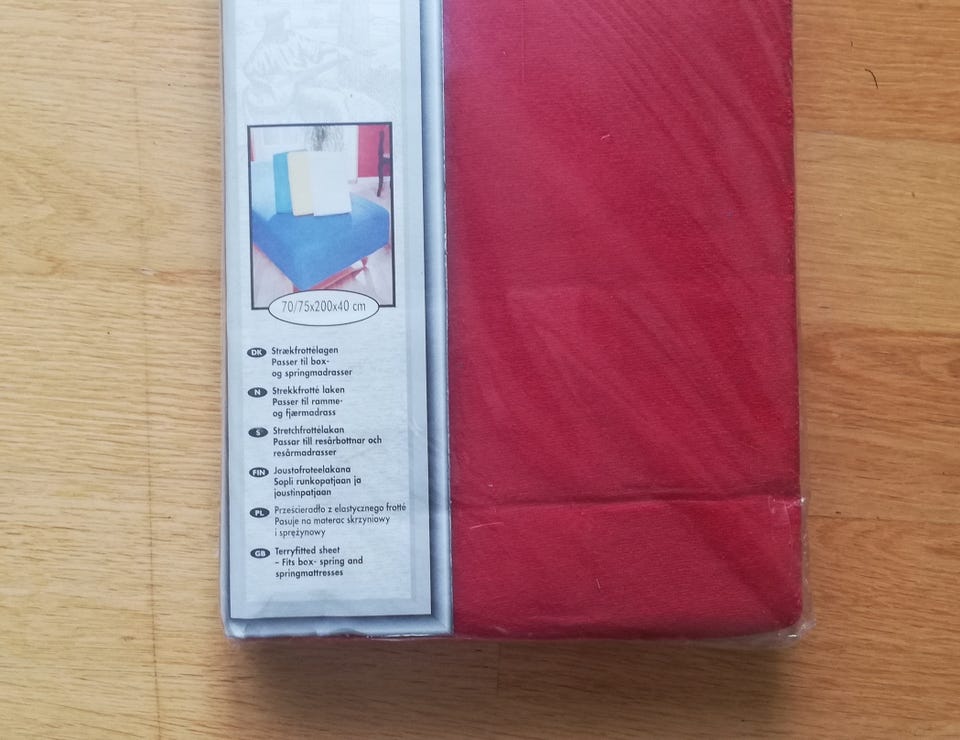 70/75x200x40 cm
DK Strækfrottélagen
Passer til box-
og springmadrasser
N Strekkfrotté laken
Passer til ramme-
og fjærmadrass
S Stretchfrottélakan
Passar till resårbottnar och
resårmadrasser
FIN Joustofroteelakana
Sopii runkopatjaan ja
joustinpatjaan
PL Prześcieradło z elastycznego frotté
Pasuje na materac skrzyniowy
i sprężynowy
GB Terryfitted sheet
– Fits box- spring and
springmattresses